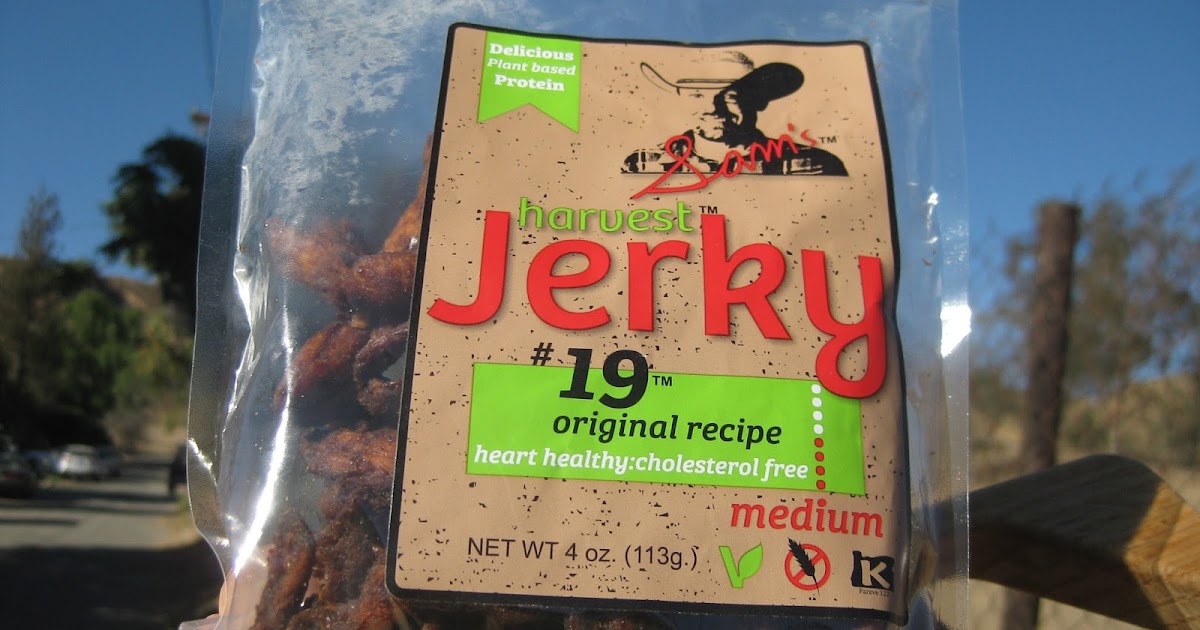 Delicious
Plant based
Protein
Sam's™
harvest™
Jerky
#19™
original recipe
heart healthy:cholesterol free
medium
NET WT 4 oz. (113g.)
V
K
Pareve